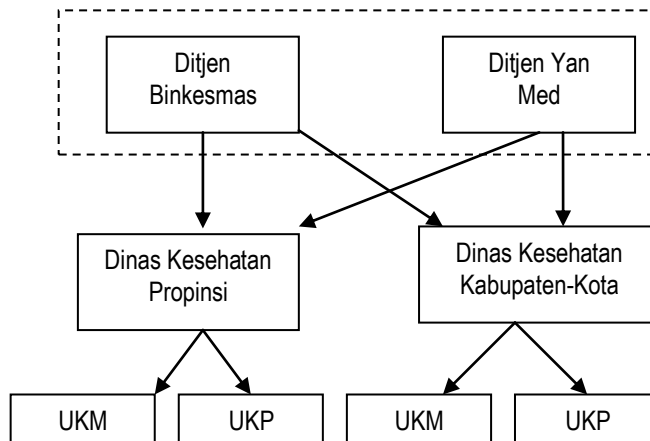 Ditjen
Binkesmas
Ditjen Yan
Med
Dinas Kesehatan
Propinsi
Dinas Kesehatan
Kabupaten-Kota
UKM
UKP
UKM
UKP